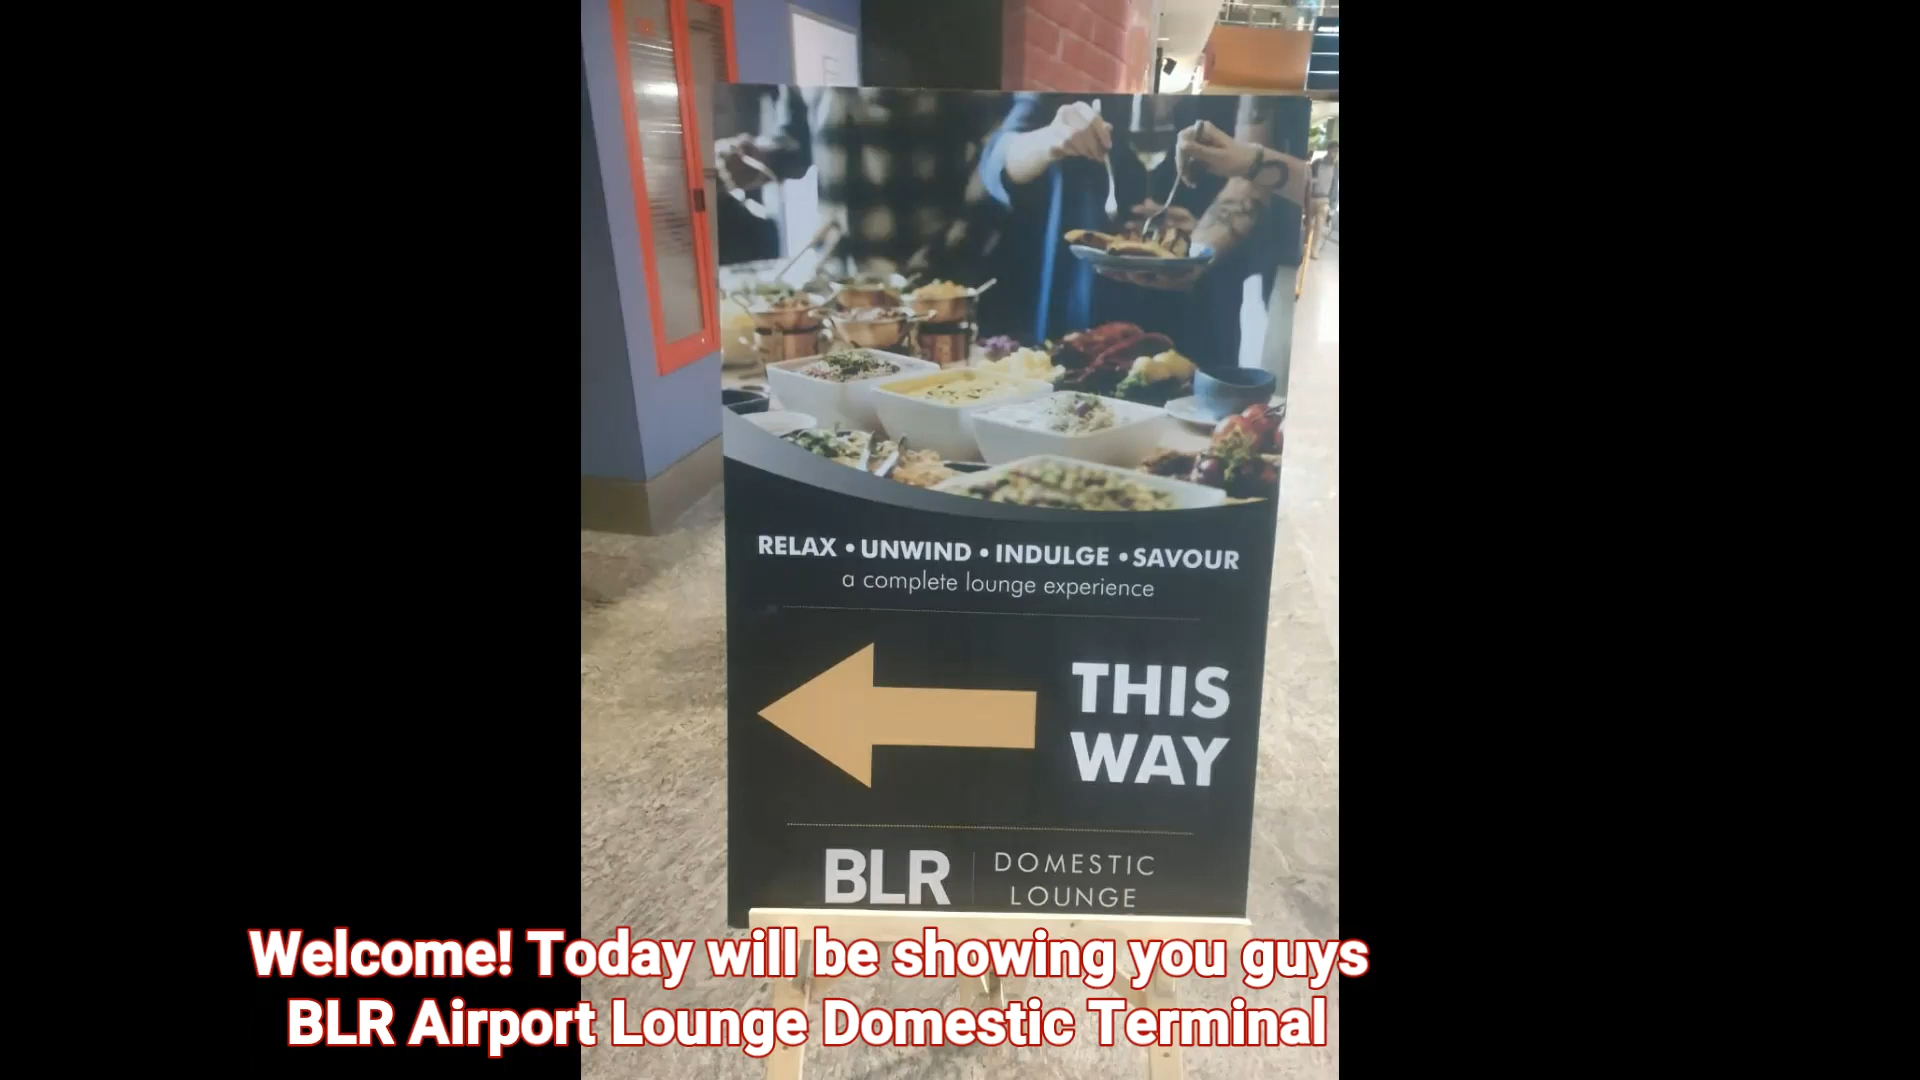 RELAX • UNWIND • INDULGE • SAVOUR
a complete lounge experience
THIS
WAY
BLR
DOMESTIC
LOUNGE
Welcome! Today will be showing you guys
BLR Airport Lounge Domestic Terminal